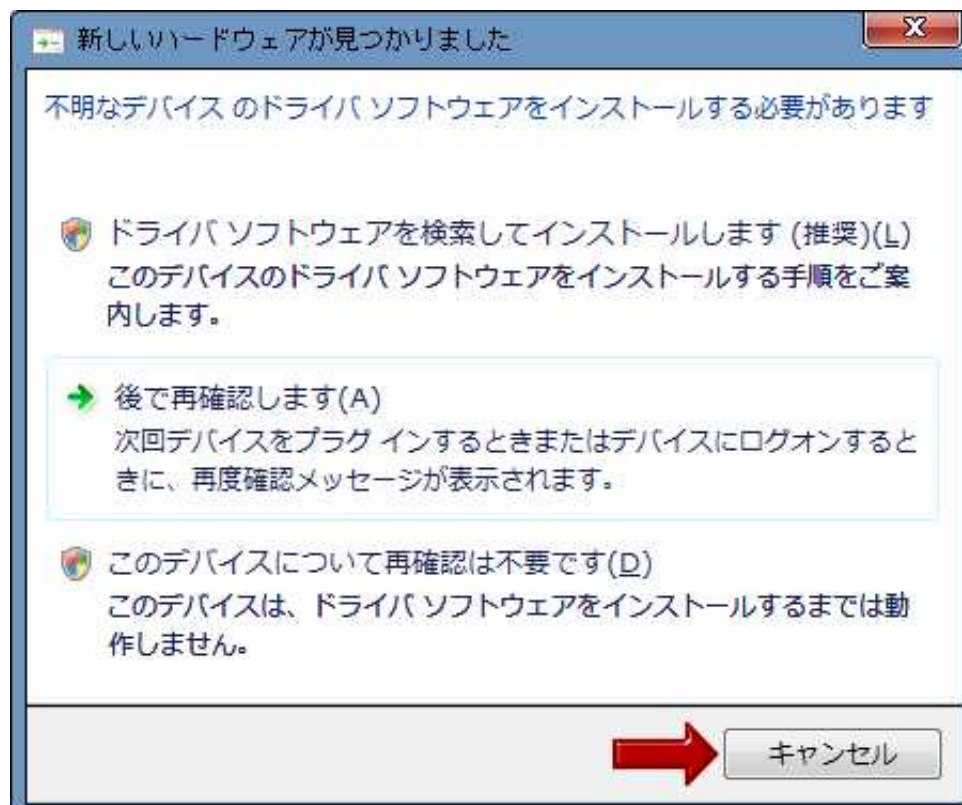 新しいハードウェアが見つかりました
不明なデバイス のドライバ ソフトウェアをインストールする必要があります
ドライバ ソフトウェアを検索してインストールします (推奨)(L)
このデバイスのドライバ ソフトウェアをインストールする手順をご案
内します。
後で再確認します(A)
次回デバイスをプラグ インするときまたはデバイスにログオンすると
きに、再度確認メッセージが表示されます。
このデバイスについて再確認は不要です(D)
このデバイスは、ドライバ ソフトウェアをインストールするまでは動
作しません。
キャンセル